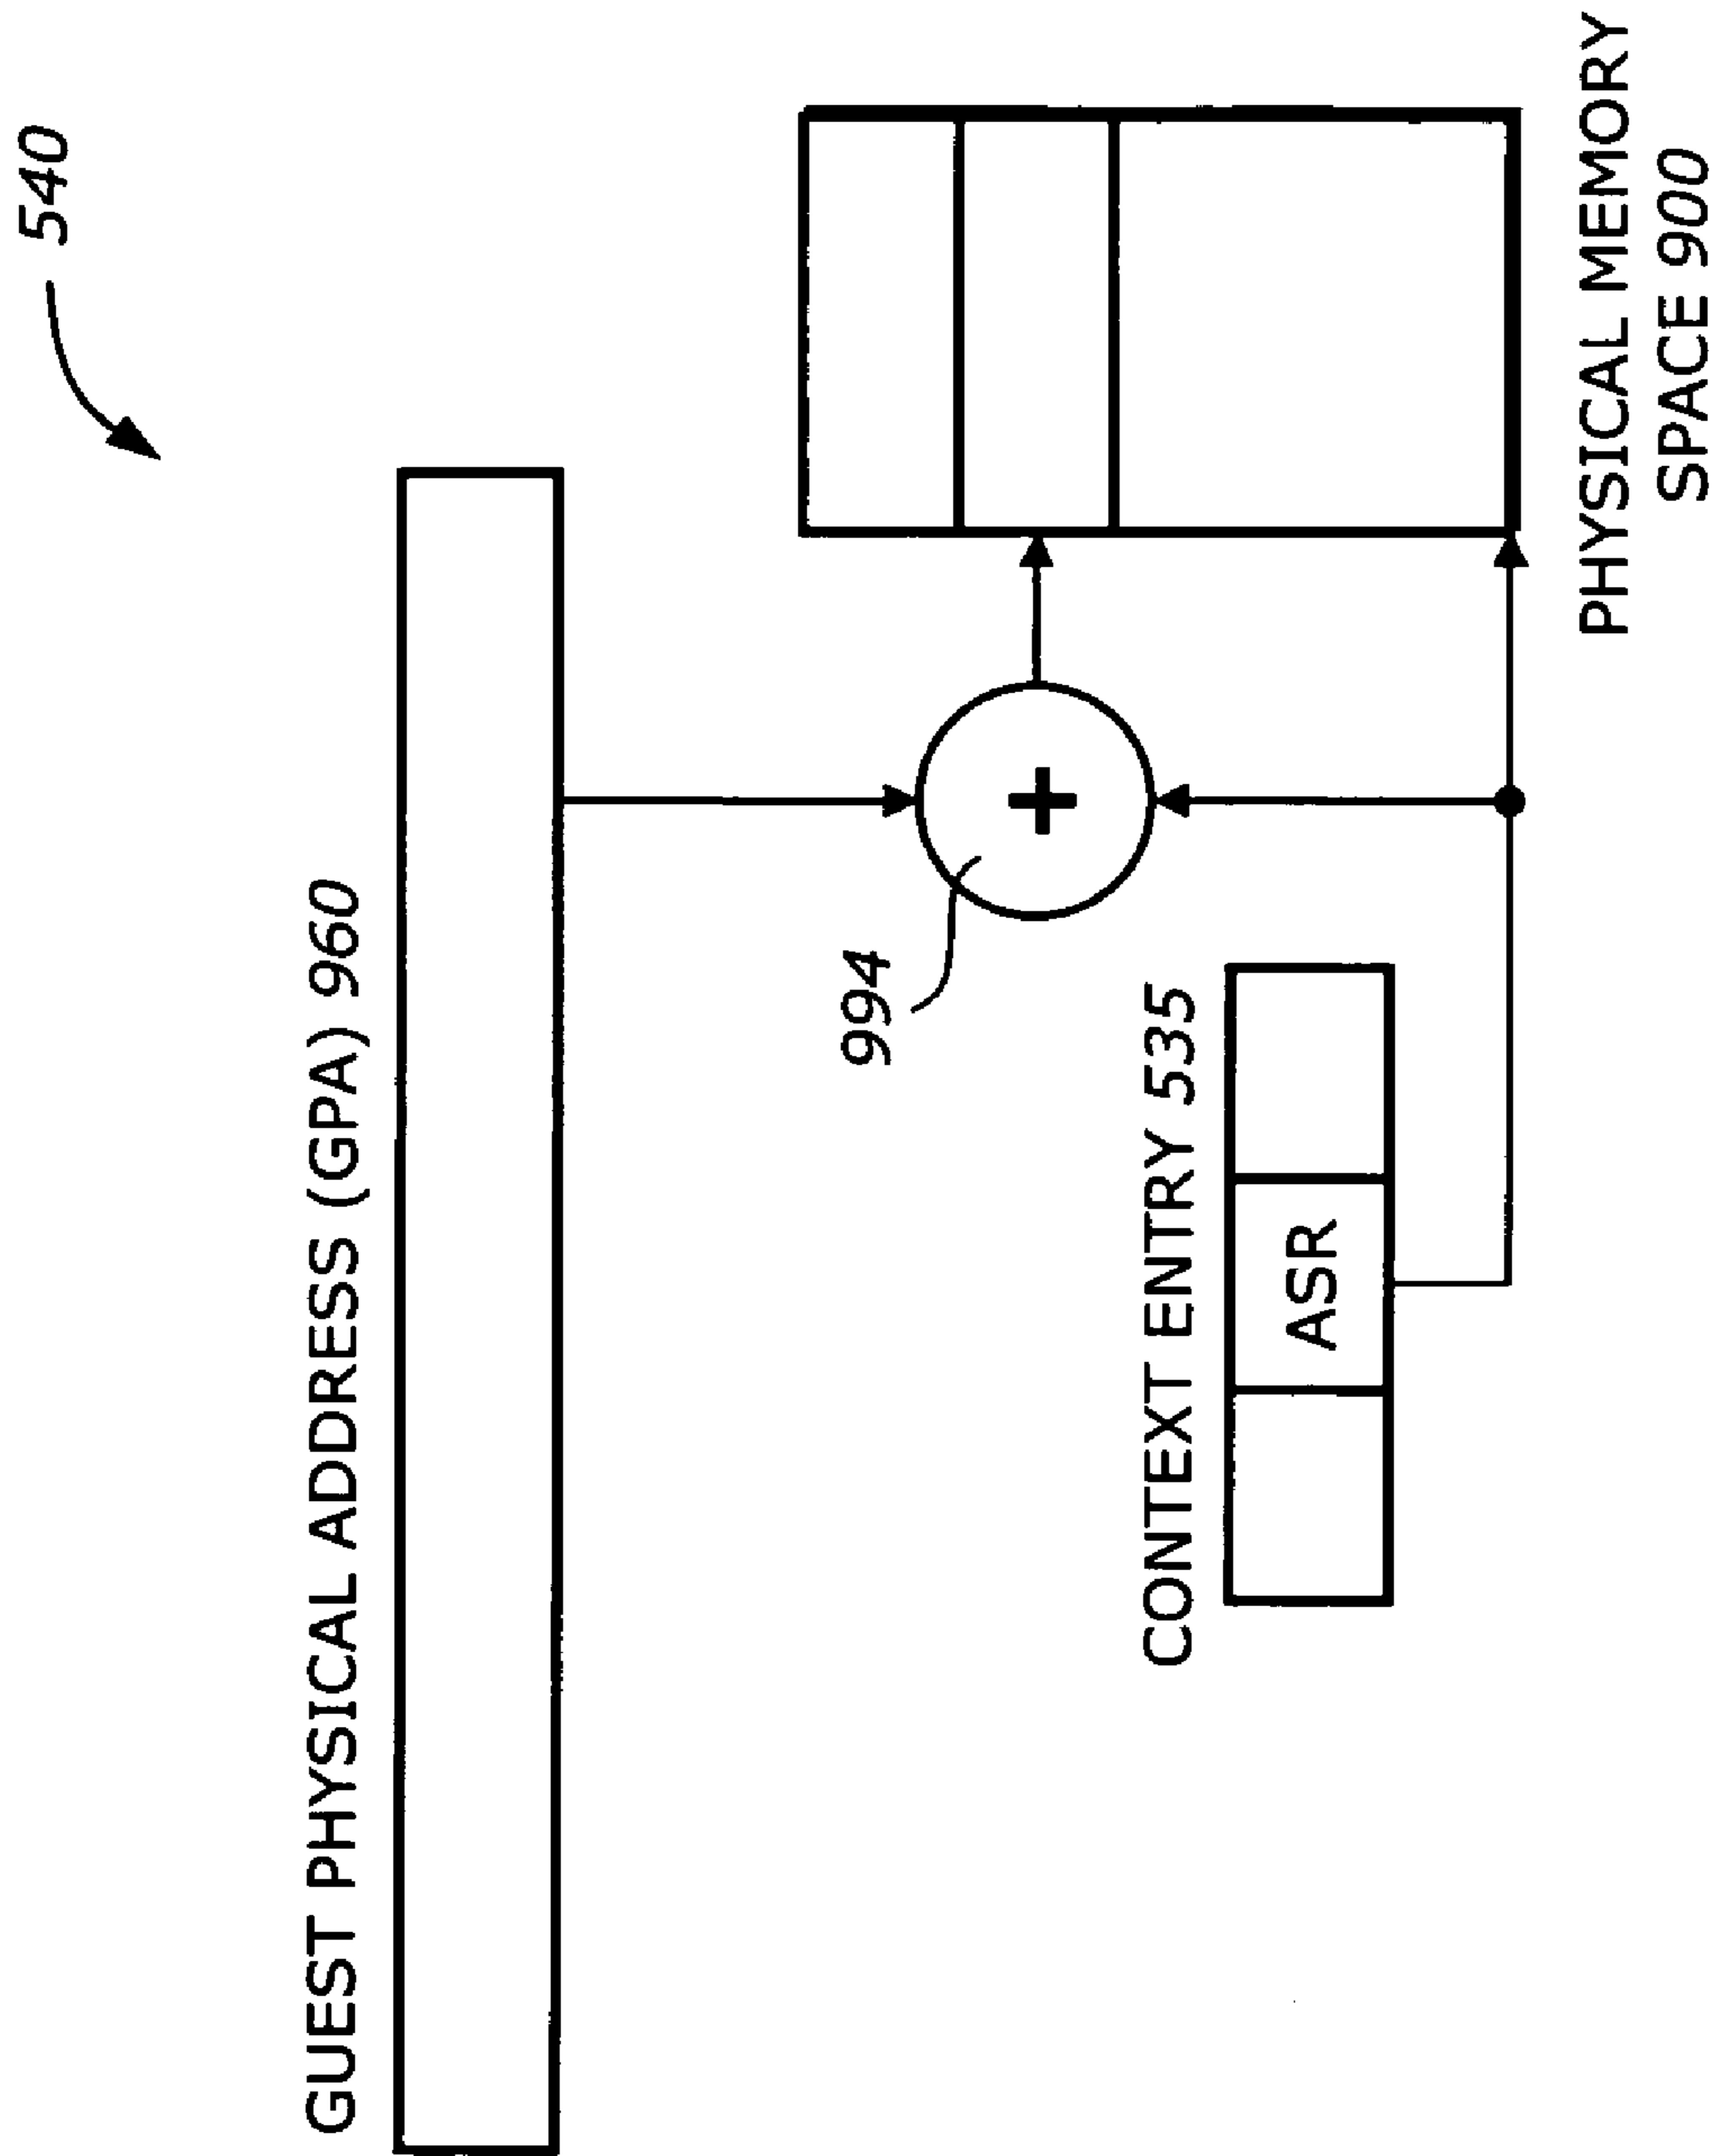 540
GUEST PHYSICAL ADDRESS (GPA) 960
994
+
CONTEXT ENTRY 535
ASR
PHYSICAL MEMORY
SPACE 900